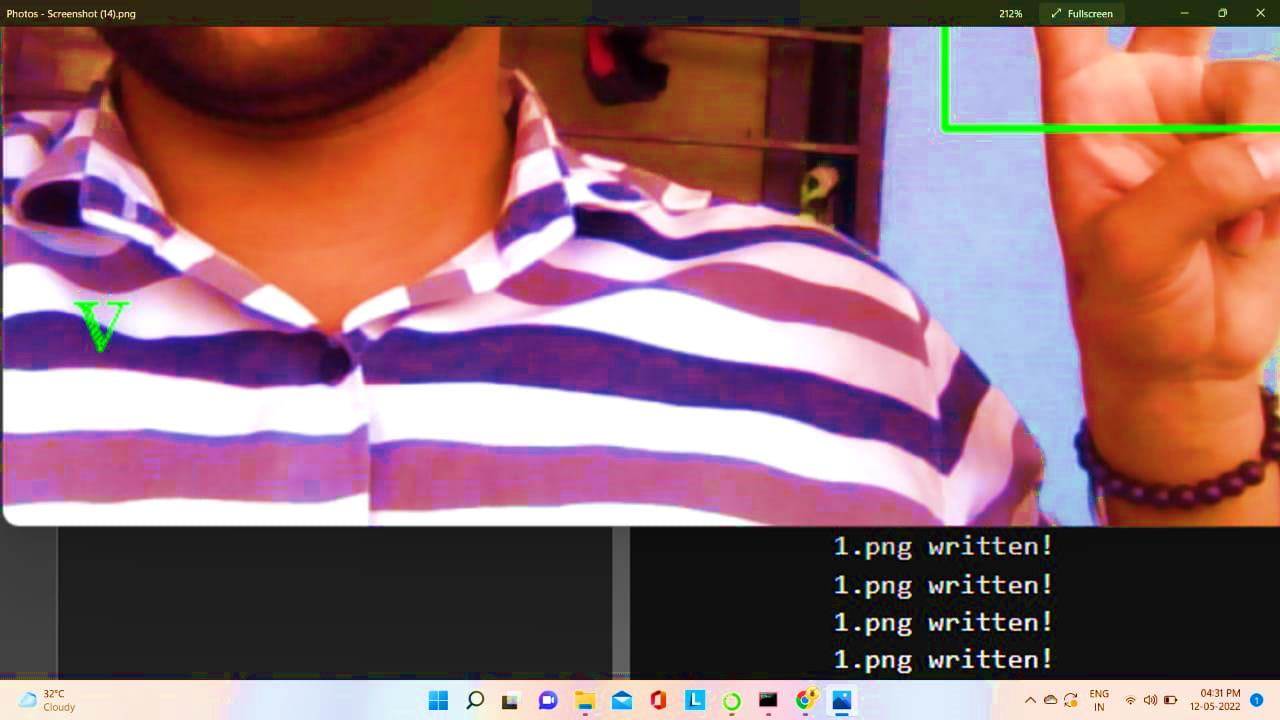 Photos - Screenshot (14).png
212%
Fullscreen
V
1.png written!
1.png written!
1.png written!
1.png written!
32°C
Cloudy
L
ENG
IN
04:31 PM
12-05-2022
1